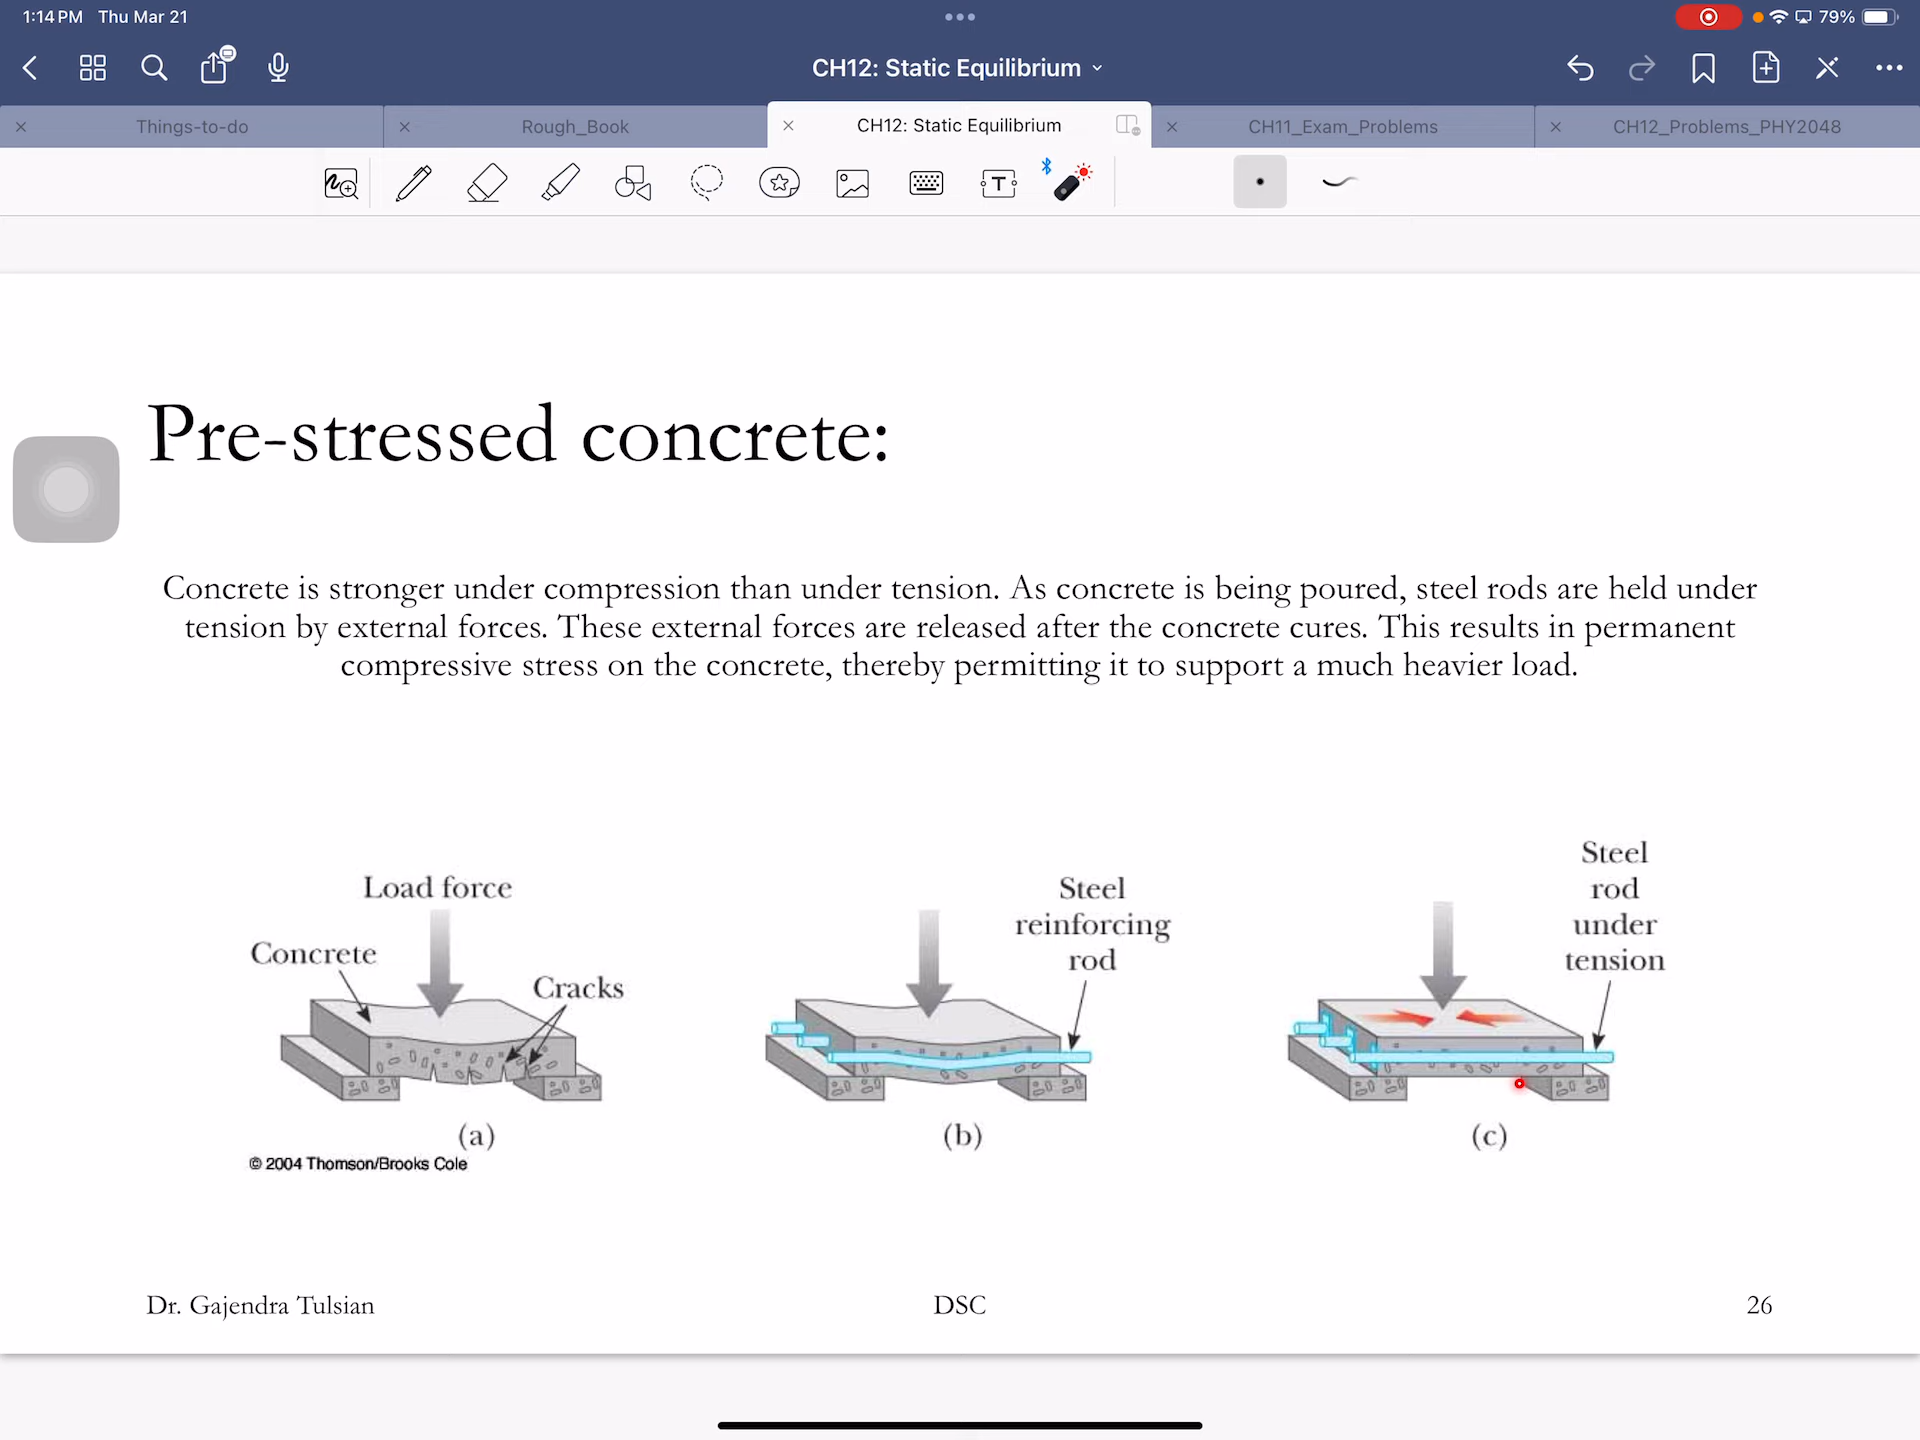 1:14 PM Thu Mar 21
79%
CH12: Static Equilibrium
Things-to-do
Rough_Book
CH12: Static Equilibrium
CH11_Exam_Problems
CH12_Problems_PHY2048
T
Pre-stressed concrete:
Concrete is stronger under compression than under tension. As concrete is being poured, steel rods are held under
tension by external forces. These external forces are released after the concrete cures. This results in permanent
compressive stress on the concrete, thereby permitting it to support a much heavier load.
Load force
Concrete
Cracks
(a)
© 2004 Thomson/Brooks Cole
Steel
reinforcing
rod
(b)
Steel
rod
under
tension
(c)
Dr. Gajendra Tulsian
DSC
26